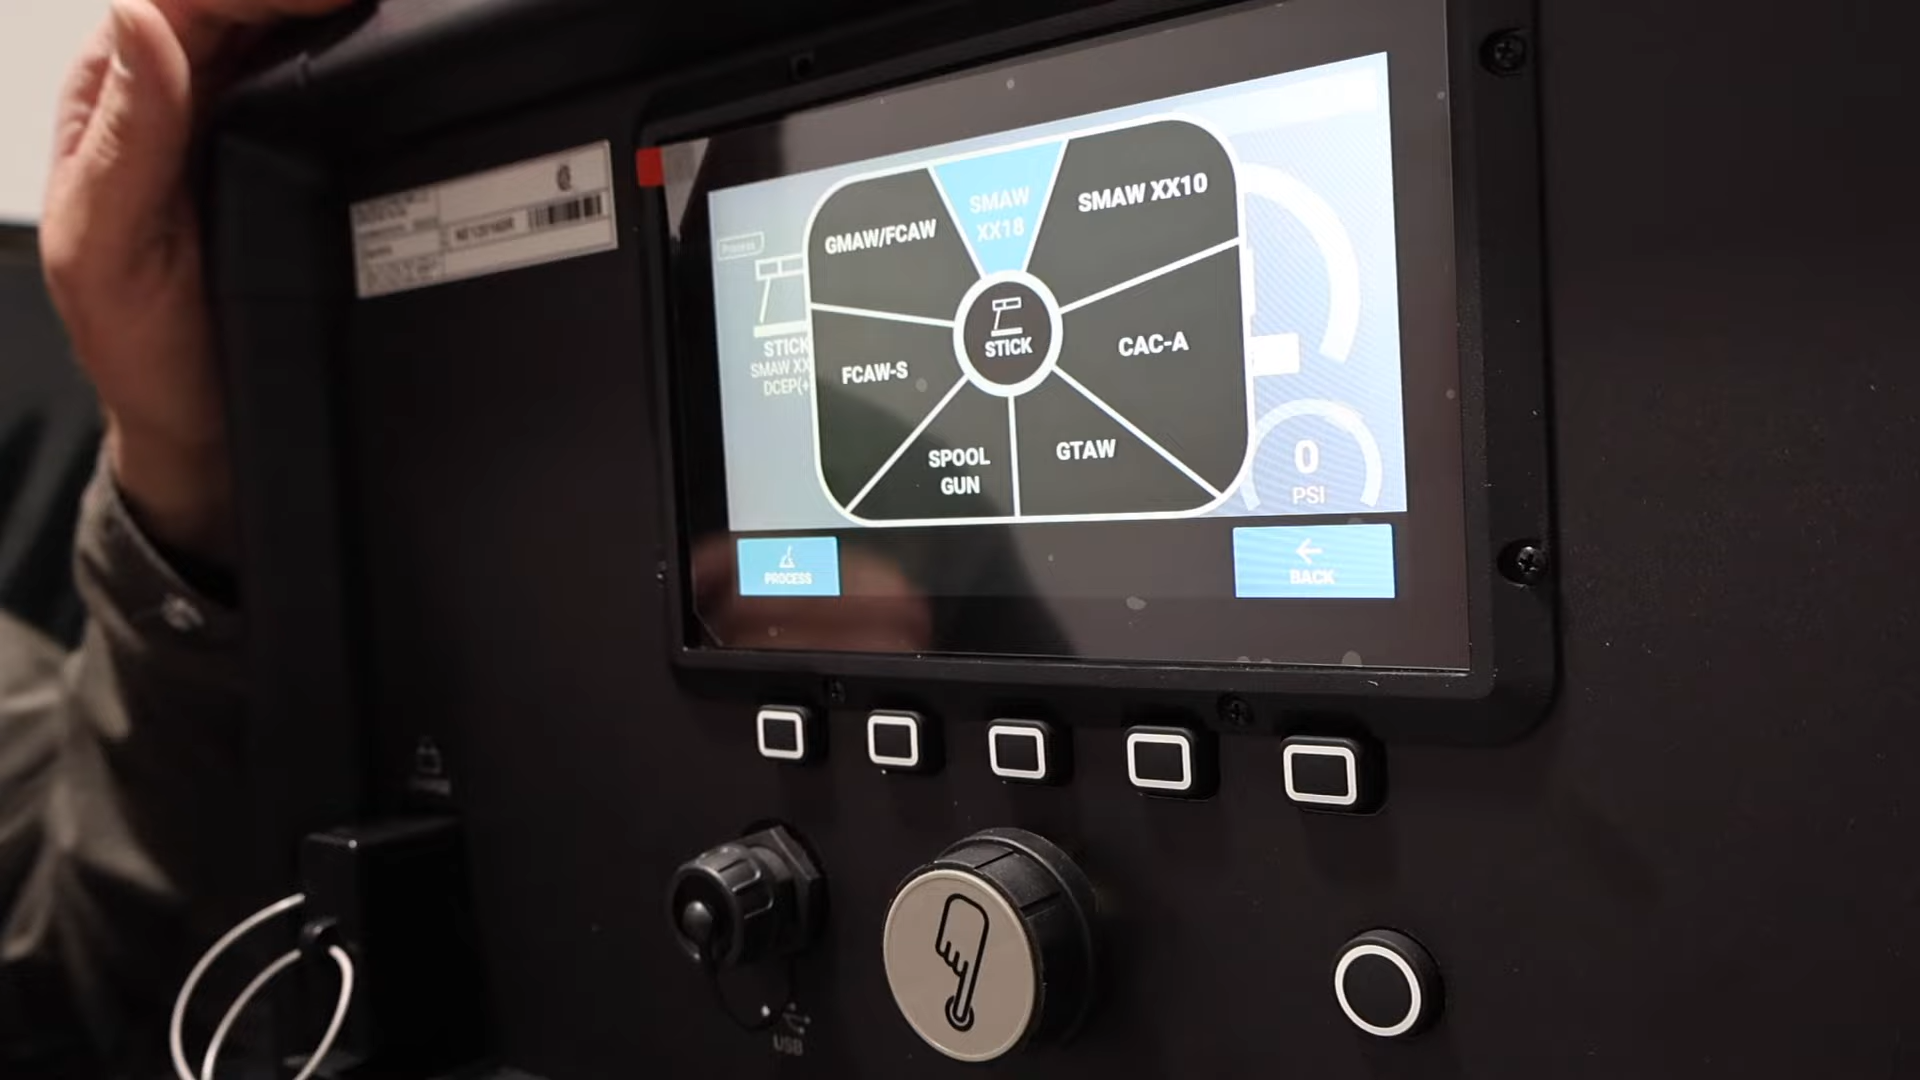 SMAW
XX18
SMAW XX10
GMAW/FCAW
Process
STICK
STICK
SMAW XX
DCEP(+
CAC-A
FCAW-S
SPOOL
GUN
GTAW
0
PSI
PROCESS
BACK
USB